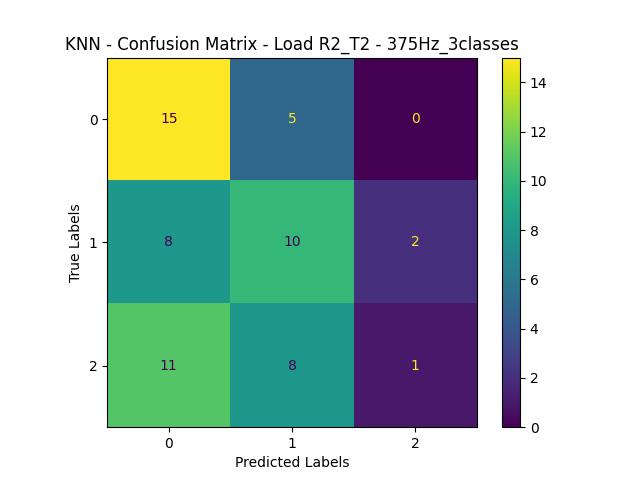 KNN - Confusion Matrix - Load R2_T2 - 375Hz_3classes
True Labels
0 15 5 0
1 8 10 2
2 11 8 1
0 1 2
Predicted Labels
14
12
10
8
6
4
2
0